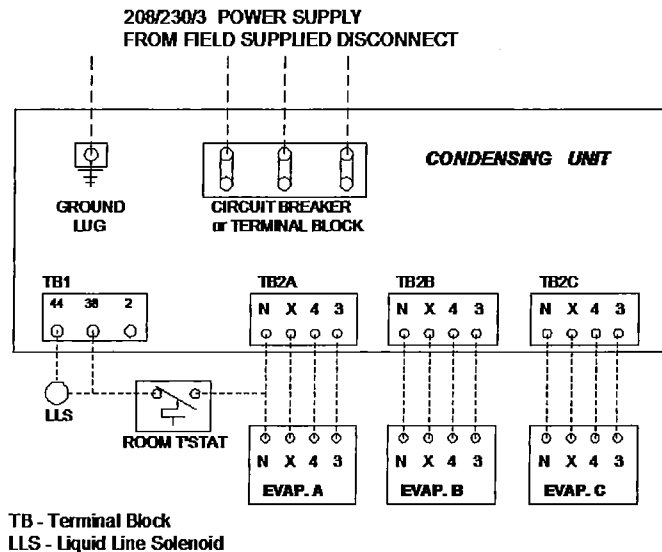 208/230/3 POWER SUPPLY
FROM FIELD SUPPLIED DISCONNECT
CONDENSING UNIT
GROUND
LUG
CIRCUIT BREAKER
or TERMINAL BLOCK
TB1
44 38 2
TB2A
N X 4 3
TB2B
N X 4 3
TB2C
N X 4 3
LLS
ROOM T'STAT
N X 4 3
EVAP. A
N X 4 3
EVAP. B
N X 4 3
EVAP. C
TB - Terminal Block
LLS - Liquid Line Solenoid